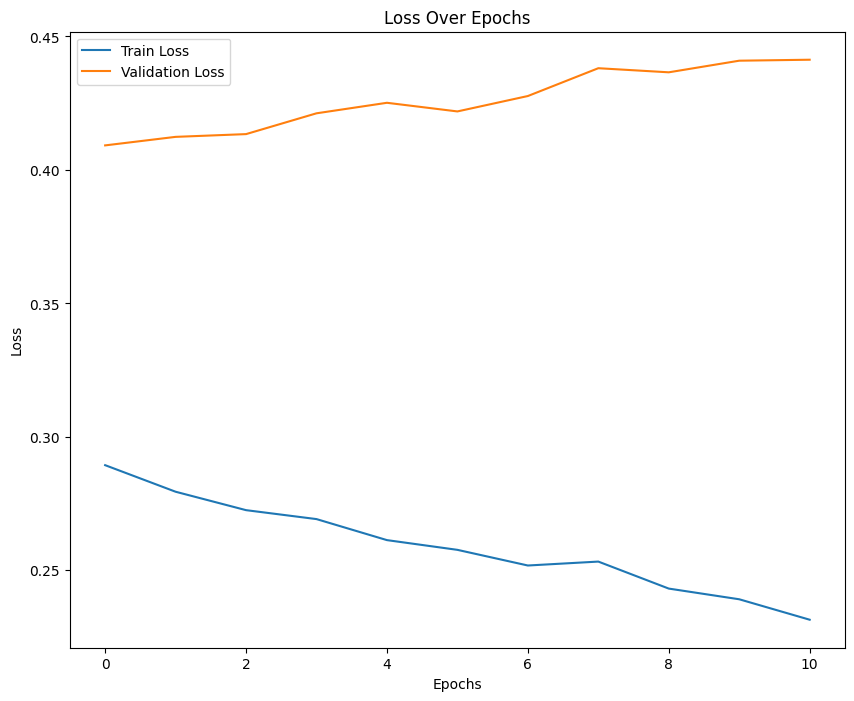 Loss Over Epochs
Train Loss
Validation Loss
0.45
0.40
0.35
0.30
0.25
Loss
0 2 4 6 8 10
Epochs